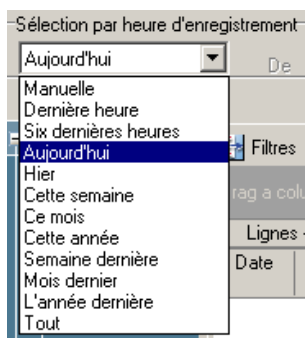 Sélection par heure d'enregistrement
Aujourd'hui
De
Manuelle
Dernière heure
Six dernières heures
Aujourd'hui
Hier
Cette semaine
Ce mois
Cette année
Semaine dernière
Mois dernier
L'année dernière
Tout
Filtres
rag a colu
Lignes
Date